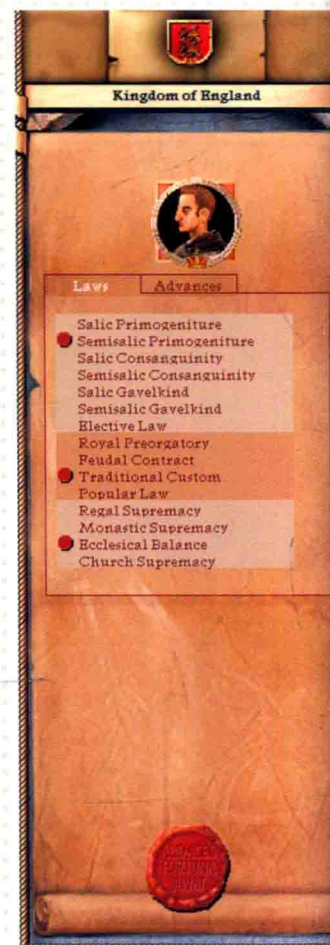 Kingdom of England
Laws
Advances
Salic Primogeniture
Semisalic Primogeniture
Salic Consanguinity
Semisalic Consanguinity
Salic Gavelkind
Semisalic Gavelkind
Elective Law
Royal Preorgatory
Feudal Contract
Traditional Custom
Popular Law
Regal Supremacy
Monastic Supremacy
Ecclesical Balance
Church Supremacy